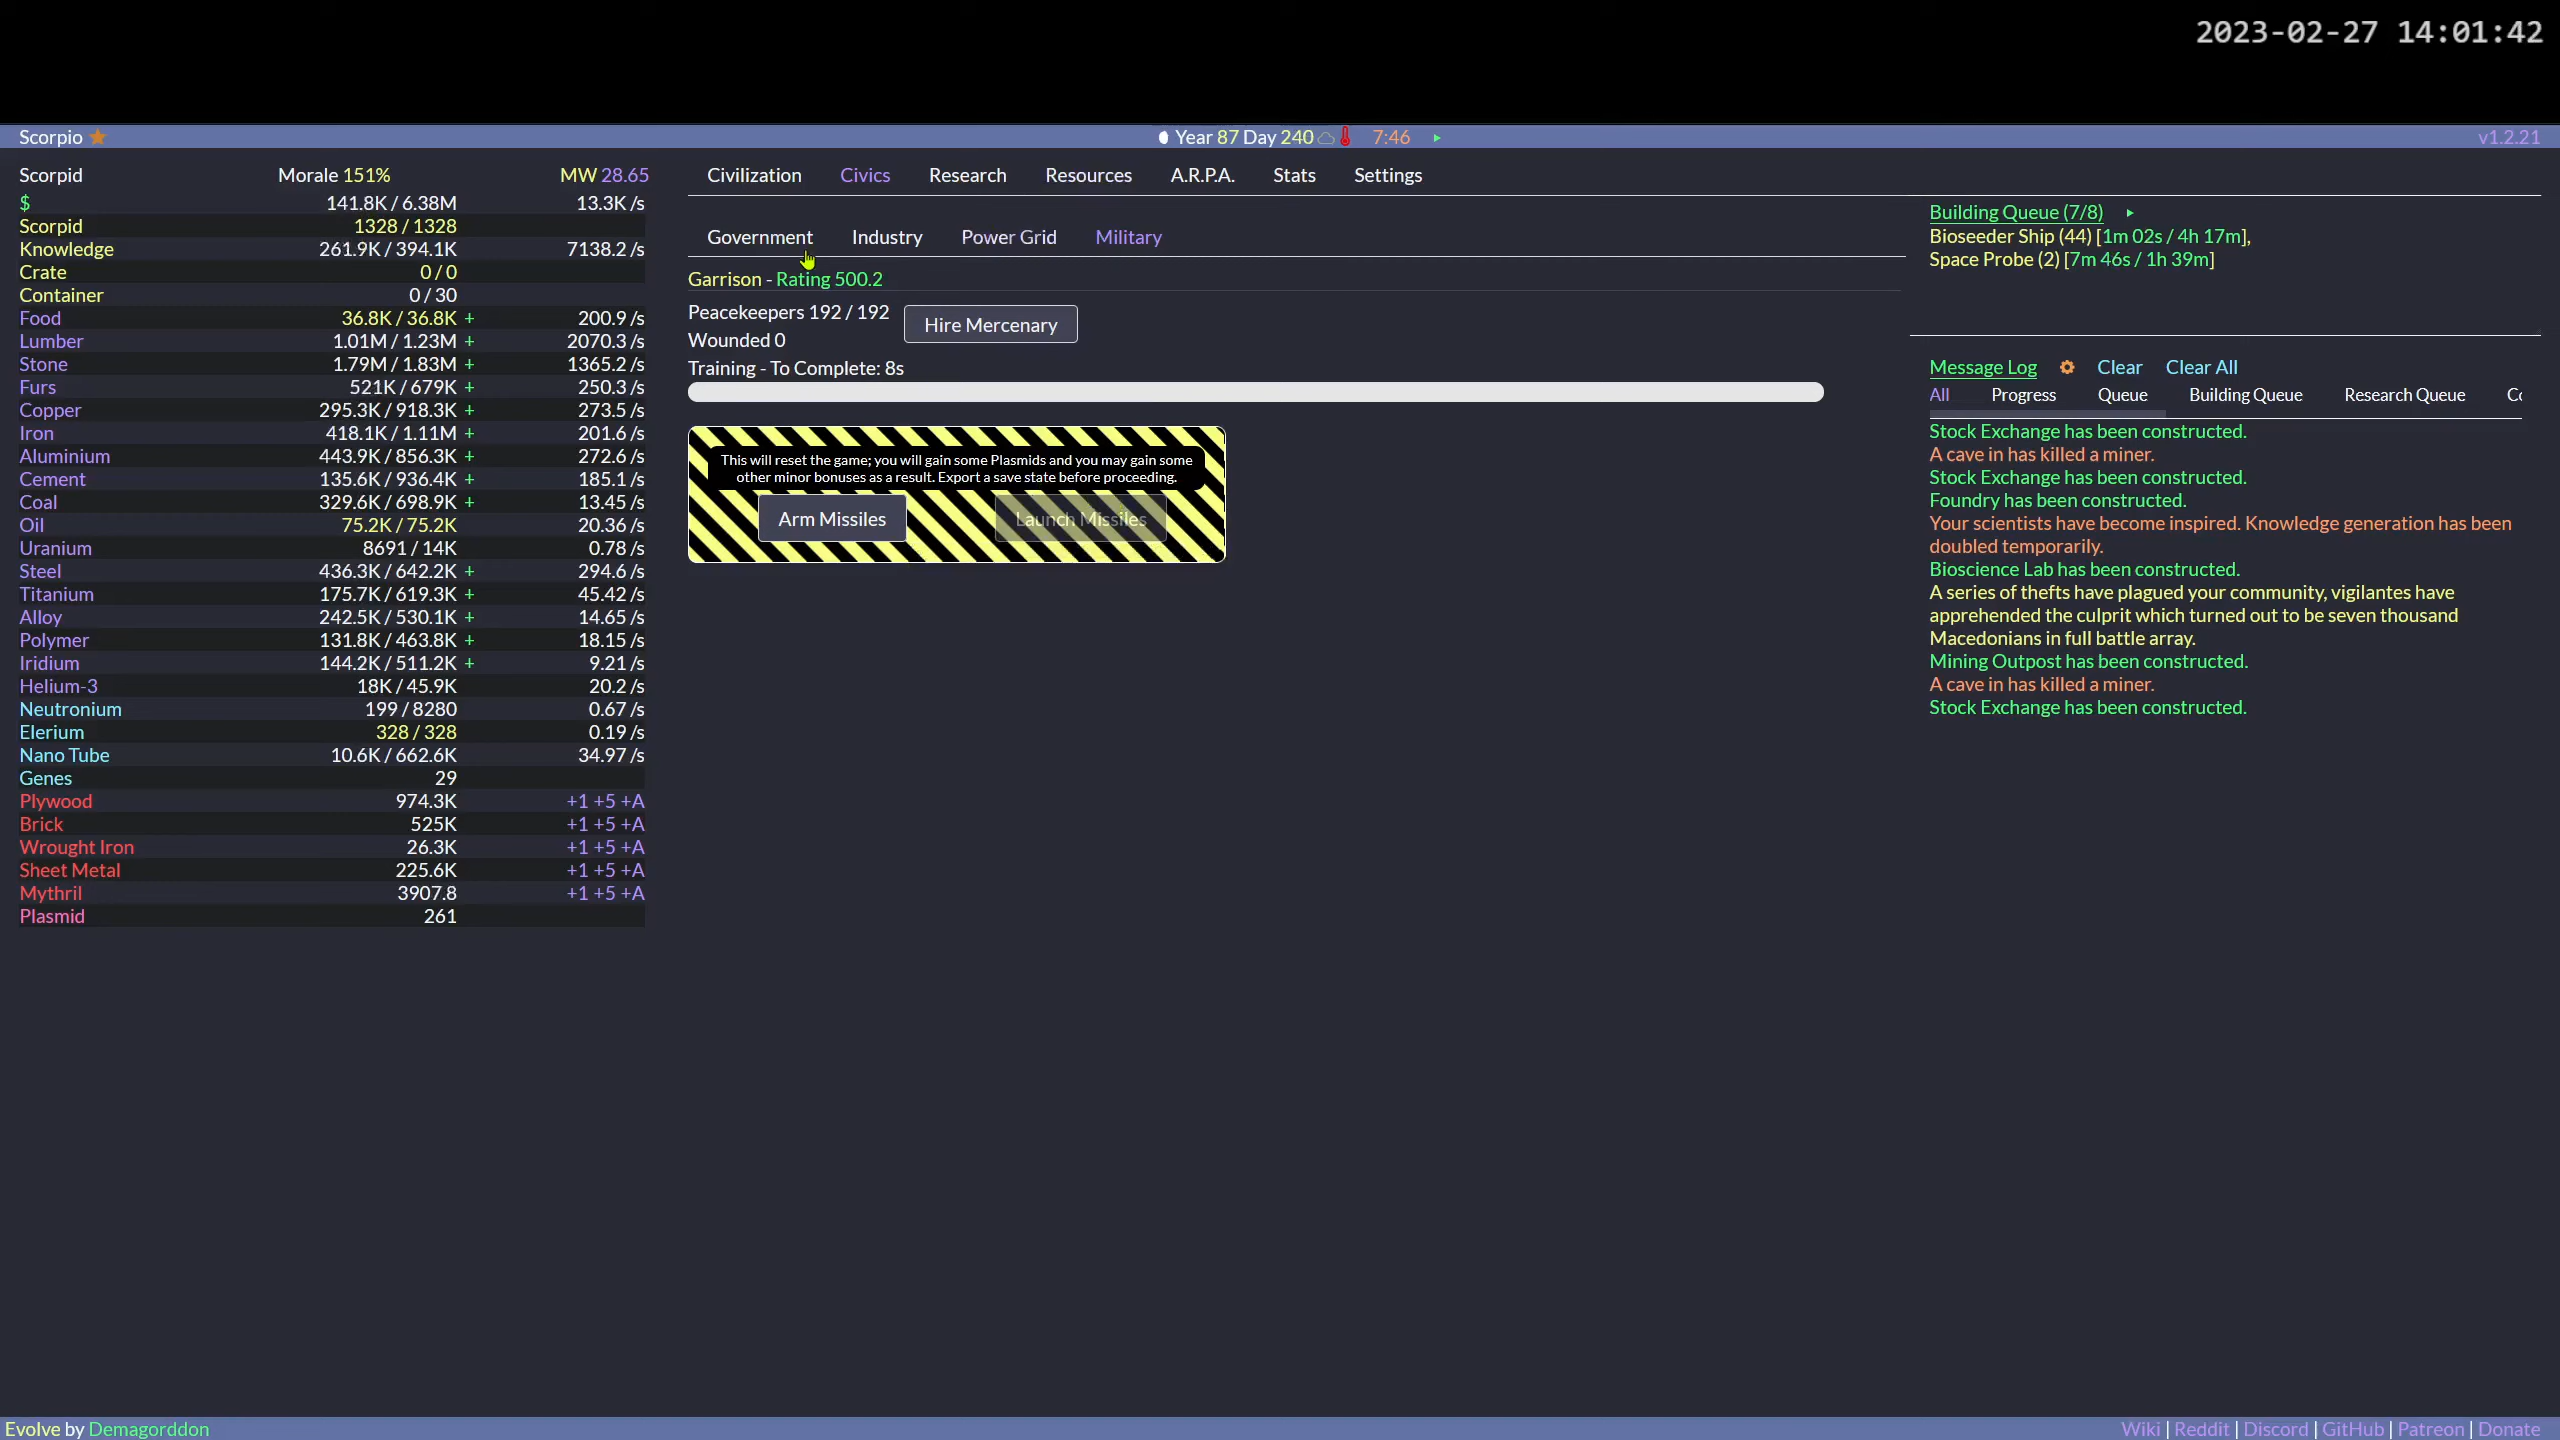 2023-02-27 14:01:42
Scorpio
Year 87 Day 240 7:46
v1.2.21
Scorpid Morale 151% MW 28.65
$ 141.8K / 6.38M 13.3K /s
Scorpid 1328 / 1328
Knowledge 261.9K / 394.1K 7138.2 /s
Crate 0 / 0
Container 0 / 30
Food 36.8K / 36.8K + 200.9 /s
Lumber 1.01M / 1.23M + 2070.3 /s
Stone 1.79M / 1.83M + 1365.2 /s
Furs 521K / 679K + 250.3 /s
Copper 295.3K / 918.3K + 273.5 /s
Iron 418.1K / 1.11M + 201.6 /s
Aluminium 443.9K / 856.3K + 272.6 /s
Cement 135.6K / 936.4K + 185.1 /s
Coal 329.6K / 698.9K + 13.45 /s
Oil 75.2K / 75.2K 20.36 /s
Uranium 8691 / 14K 0.78 /s
Steel 436.3K / 642.2K + 294.6 /s
Titanium 175.7K / 619.3K + 45.42 /s
Alloy 242.5K / 530.1K + 14.65 /s
Polymer 131.8K / 463.8K + 18.15 /s
Iridium 144.2K / 511.2K + 9.21 /s
Helium-3 18K / 45.9K 20.2 /s
Neutronium 199 / 8280 0.67 /s
Elerium 328 / 328 0.19 /s
Nano Tube 10.6K / 662.6K 34.97 /s
Genes 29
Plywood 974.3K +1 +5 +A
Brick 525K +1 +5 +A
Wrought Iron 26.3K +1 +5 +A
Sheet Metal 225.6K +1 +5 +A
Mythril 3907.8 +1 +5 +A
Plasmid 261
Civilization Civics Research Resources A.R.P.A. Stats Settings
Government Industry Power Grid Military
Garrison - Rating 500.2
Peacekeepers 192 / 192
Hire Mercenary
Wounded 0
Training - To Complete: 8s
This will reset the game; you will gain some Plasmids and you may gain some
other minor bonuses as a result. Export a save state before proceeding.
Arm Missiles Launch Missiles
Building Queue (7/8)
Bioseeder Ship (44) [1m 02s / 4h 17m],
Space Probe (2) [7m 46s / 1h 39m]
Message Log Clear Clear All
All Progress Queue Building Queue Research Queue
Stock Exchange has been constructed.
A cave in has killed a miner.
Stock Exchange has been constructed.
Foundry has been constructed.
Your scientists have become inspired. Knowledge generation has been
doubled temporarily.
Bioscience Lab has been constructed.
A series of thefts have plagued your community, vigilantes have
apprehended the culprit which turned out to be seven thousand
Macedonians in full battle array.
Mining Outpost has been constructed.
A cave in has killed a miner.
Stock Exchange has been constructed.
Evolve by Demagorddon
Wiki | Reddit | Discord | GitHub | Patreon | Donate